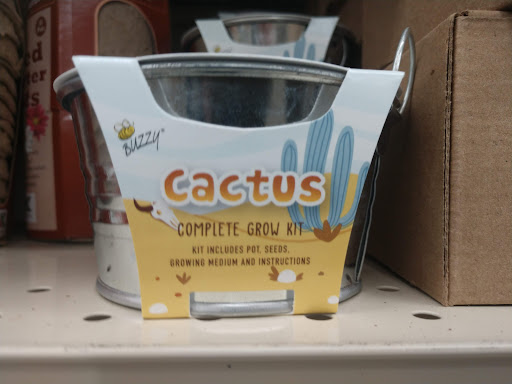 BUZZY®
Cactus
COMPLETE GROW KIT
KIT INCLUDES POT, SEEDS,
GROWING MEDIUM AND INSTRUCTIONS